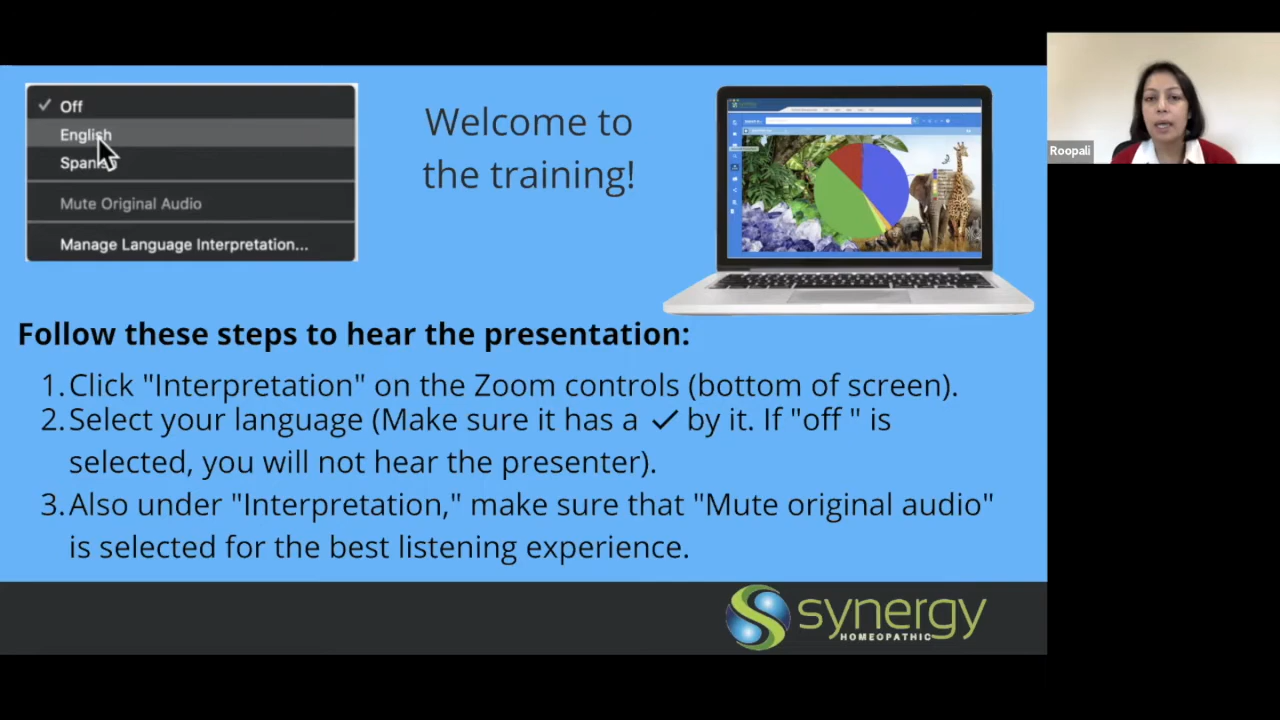 Off
English
Mute Original Audio
Manage Language Interpretation...
Welcome to
the training!
Roopali
Follow these steps to hear the presentation:
1. Click "Interpretation" on the Zoom controls (bottom of screen).
2. Select your language (Make sure it has a ✓ by it. If "off " is
selected, you will not hear the presenter).
3. Also under "Interpretation," make sure that "Mute original audio"
is selected for the best listening experience.
synergy
HOMEOPATHIC